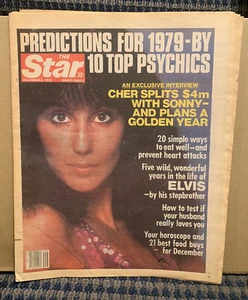 PREDICTIONS FOR 1979-BY
10 TOP PSYCHICS
THE
Star
AN EXCLUSIVE INTERVIEW
CHER SPLITS $4m
WITH SONNY-
AND PLANS A
GOLDEN YEAR
20 simple ways
to eat well—and
prevent heart attacks
Five wild, wonderful
years in the life of
ELVIS
-by his stepbrother
How to test if
your husband
really loves you
Your horoscope and
21 best food buys
for December